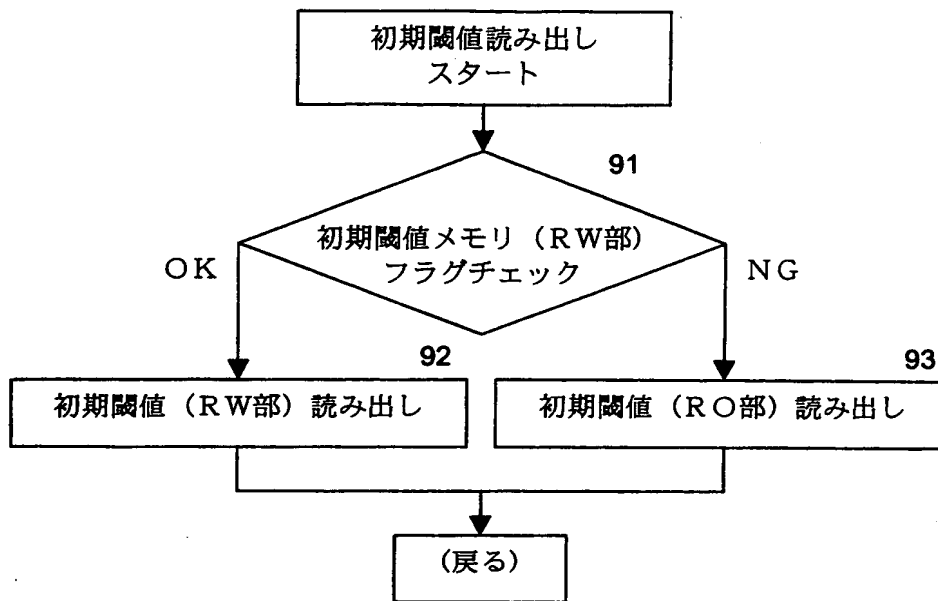 初期閾値読み出し
スタート
91
初期閾値メモリ(RW部)
フラグチェック
OK
NG
92
93
初期閾値(RW部)読み出し
初期閾値(RO部)読み出し
(戻る)